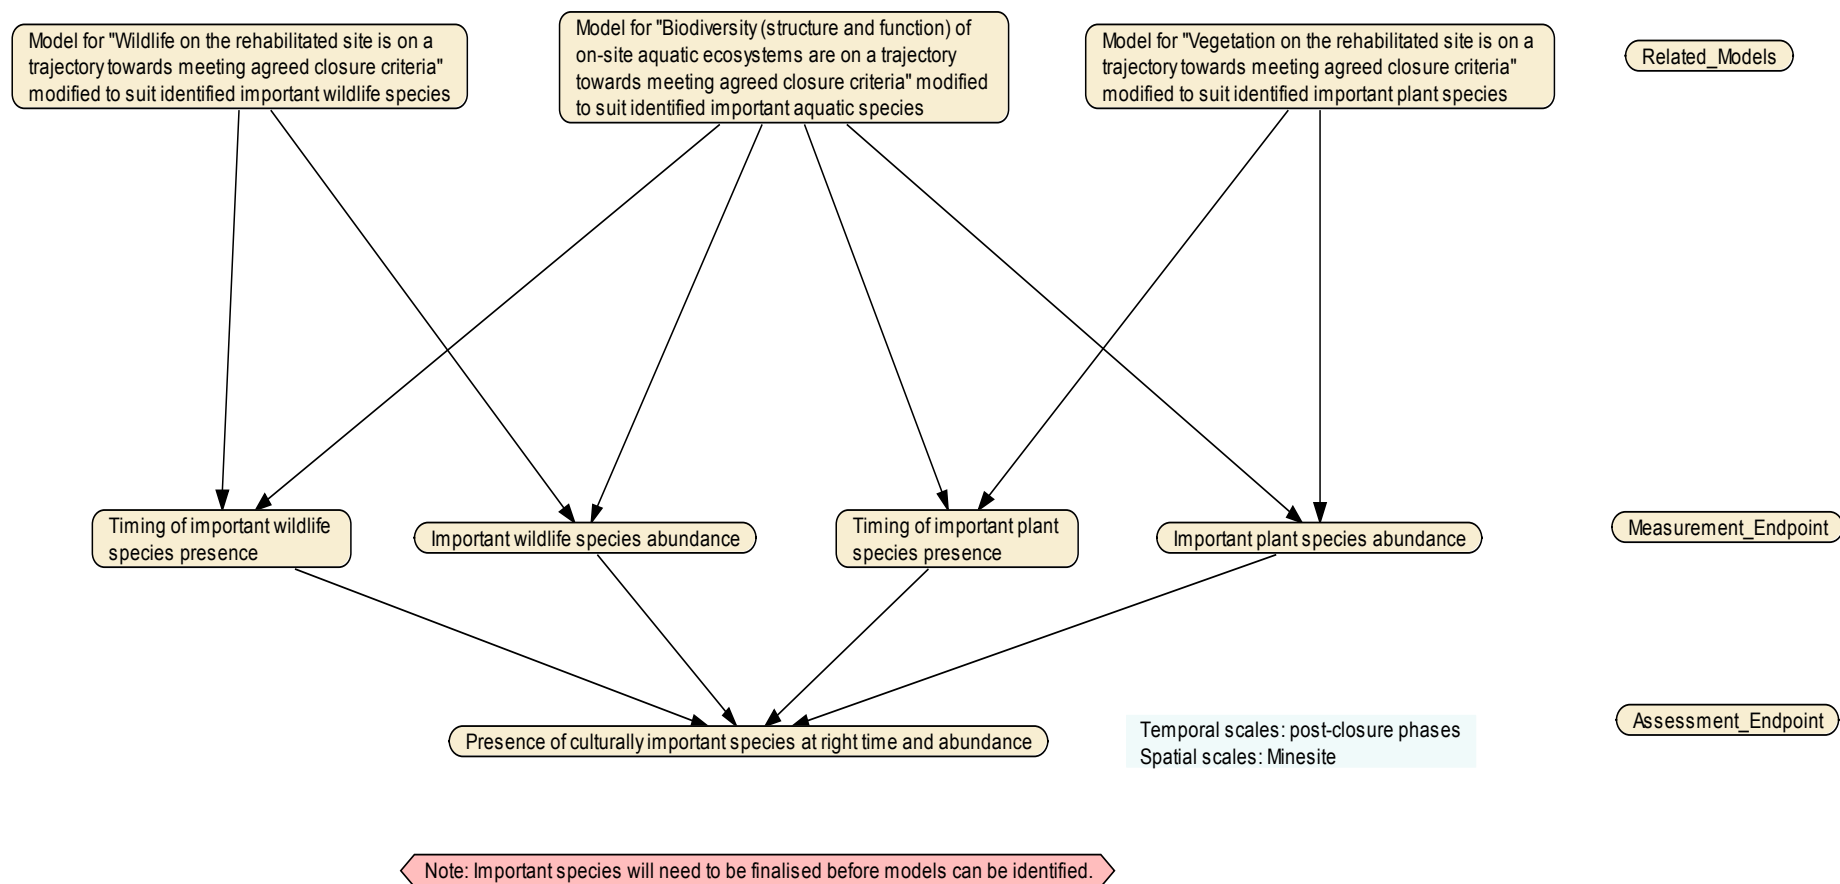 Model for "Wildlife on the rehabilitated site is on a
trajectory towards meeting agreed closure criteria"
modified to suit identified important wildlife species
Model for "Biodiversity (structure and function) of
on-site aquatic ecosystems are on a trajectory
towards meeting agreed closure criteria" modified
to suit identified important aquatic species
Model for "Vegetation on the rehabilitated site is on a
trajectory towards meeting agreed closure criteria"
modified to suit identified important plant species
Related_Models
Timing of important wildlife
species presence
Important wildlife species abundance
Timing of important plant
species presence
Important plant species abundance
Measurement_Endpoint
Presence of culturally important species at right time and abundance
Temporal scales: post-closure phases
Spatial scales: Minesite
Assessment_Endpoint
Note: Important species will need to be finalised before models can be identified.